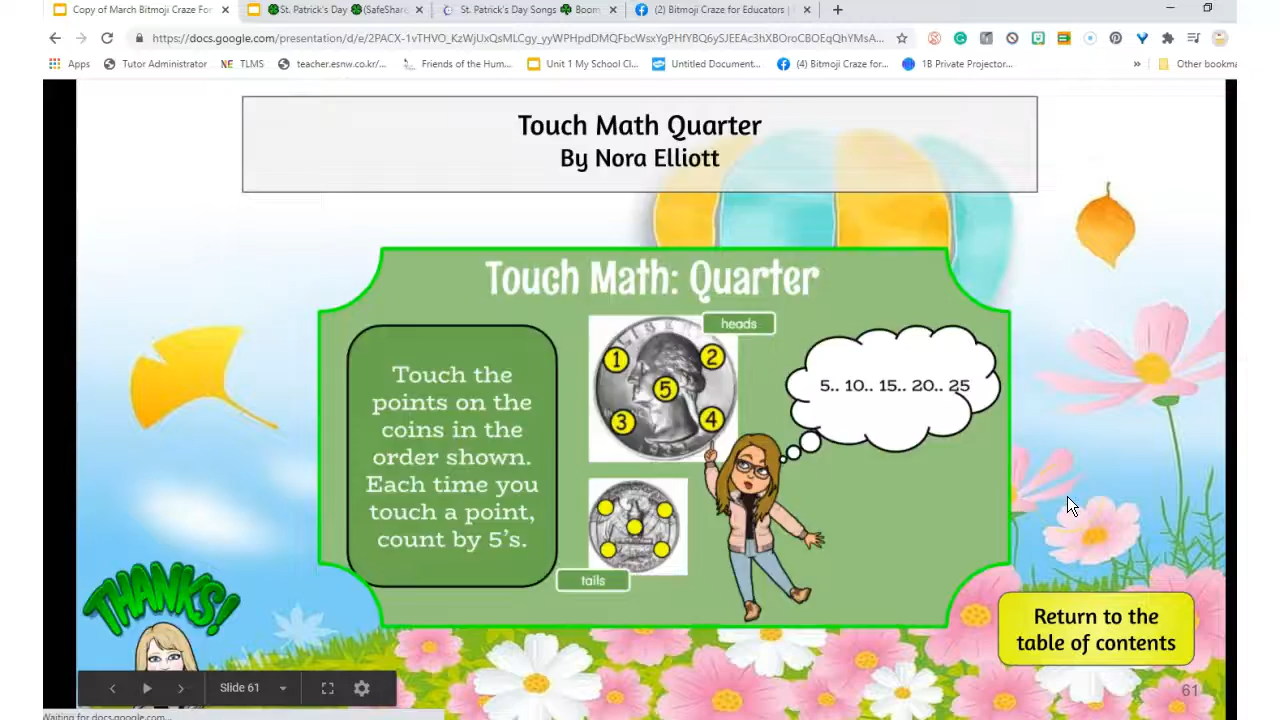 Copy of March Bitmoji Craze For
St. Patrick's Day (SafeShare
St. Patrick's Day Songs Boom
(2) Bitmoji Craze for Educators |
https://docs.google.com/presentation/d/e/2PACX-1vTHVO_KzWjUxQsMLCgy_yyWPHpdDMQFbcWsxYgPHfYBQ6ySJEEAc3hXBOroCBOEqQhYMsA...
Apps
Tutor Administrator
NE TLMS
teacher.esnw.co.kr/...
Friends of the Hum...
Unit 1 My School Cl...
Untitled Document...
(4) Bitmoji Craze for...
1B Private Projector...
»
Other bookma
Touch Math Quarter
By Nora Elliott
Touch Math: Quarter
heads
LIBERTY
1
2
5
3
4
Touch the
points on the
coins in the
order shown.
Each time you
touch a point,
count by 5's.
5.. 10.. 15.. 20.. 25
tails
THANKS!
Return to the
table of contents
Slide 61
61
Waiting for docs.google.com...